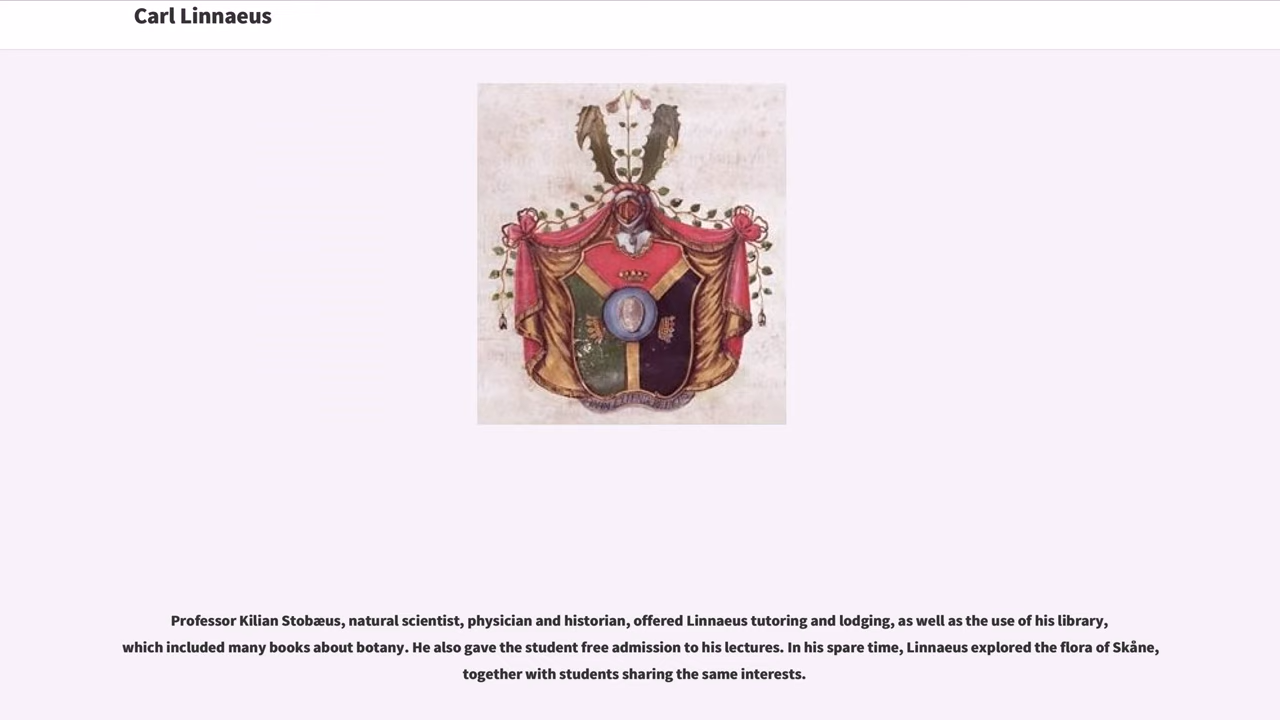 Carl Linnaeus
Professor Kilian Stobæus, natural scientist, physician and historian, offered Linnaeus tutoring and lodging, as well as the use of his library,
which included many books about botany. He also gave the student free admission to his lectures. In his spare time, Linnaeus explored the flora of Skåne,
together with students sharing the same interests.